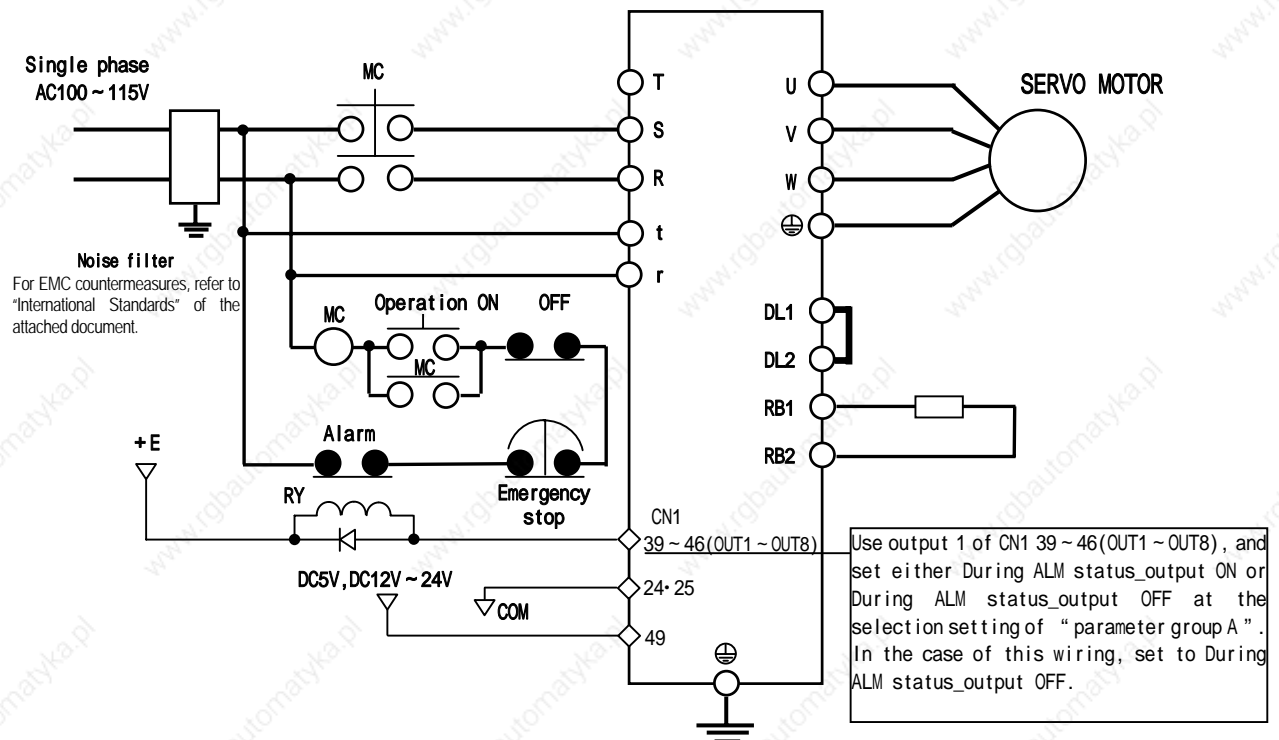 Single phase
AC100~115V
MC
T
S
R
t
r
U
V
W
SERVO MOTOR
Noise filter
For EMC countermeasures, refer to
"International Standards" of the
attached document.
MC
Operation ON
OFF
MC
DL1
DL2
RB1
RB2
Alarm
Emergency
stop
+E
RY
DC5V, DC12V~24V
COM
CN1
39~46(OUT1~OUT8)
24・25
49
Use output 1 of CN1 39~46(OUT1~OUT8), and
set either During ALM status_output ON or
During ALM status_output OFF at the
selection setting of “parameter group A”.
In the case of this wiring, set to During
ALM status_output OFF.
www.rgbautomatyka.pl